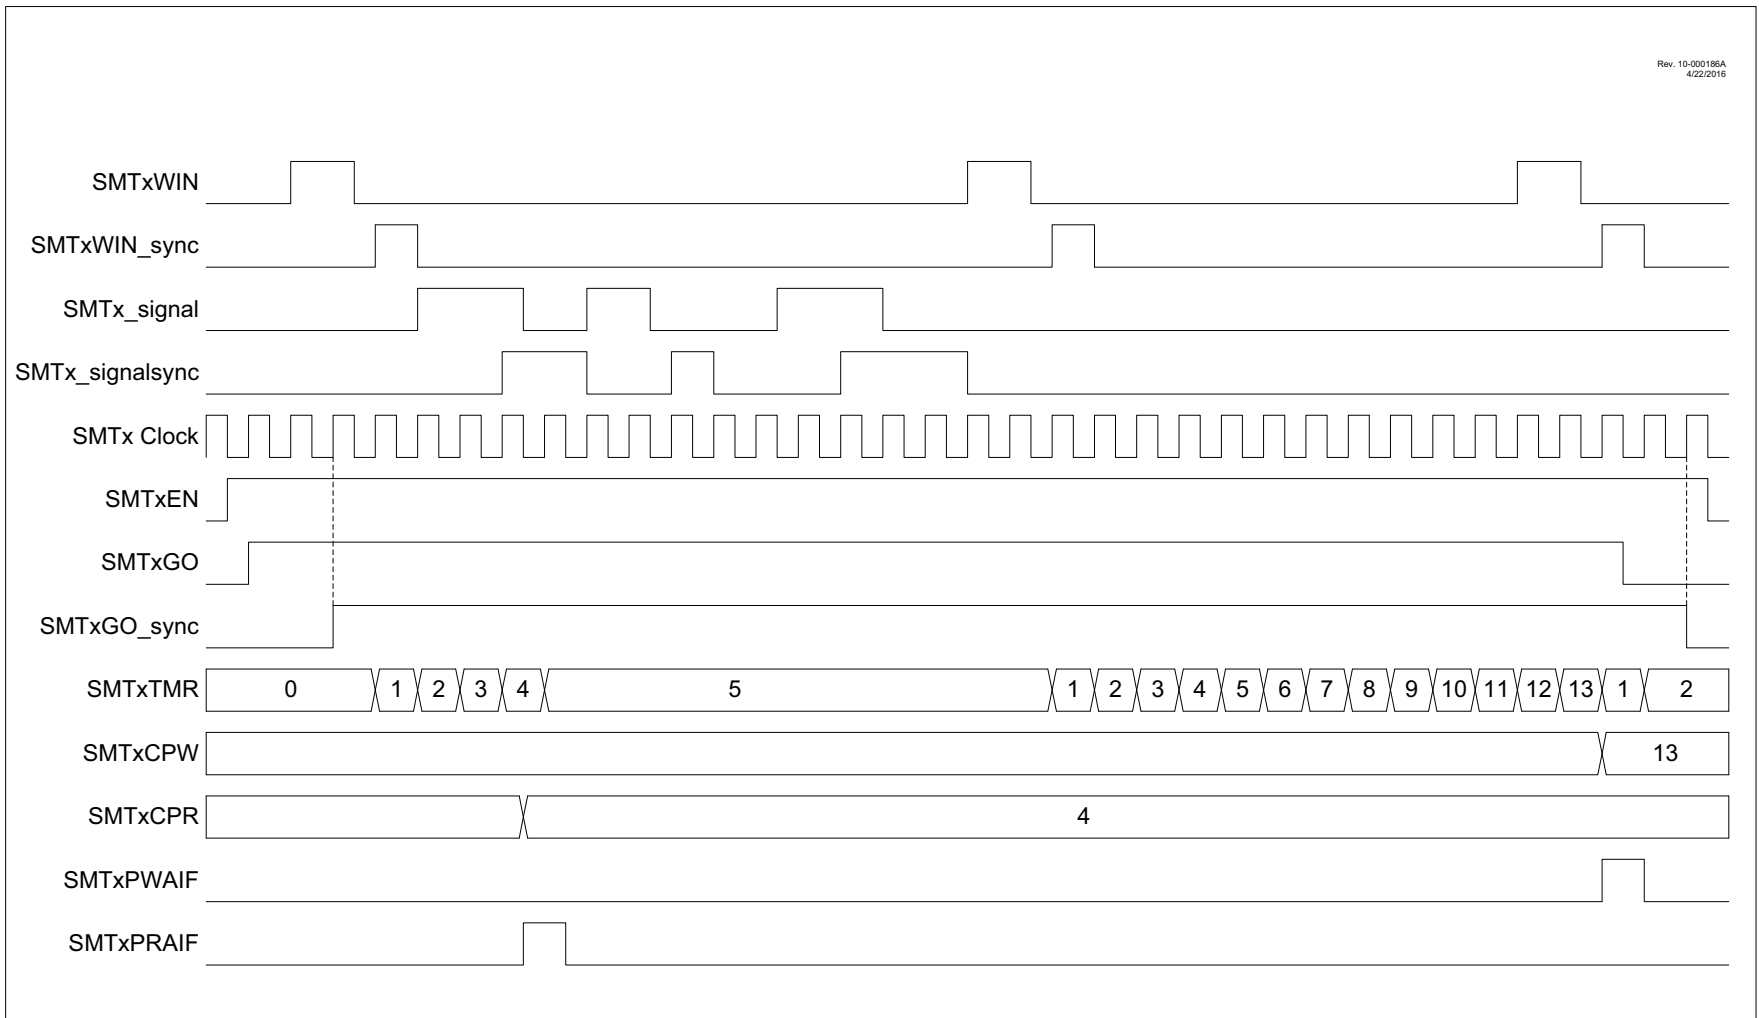 Rev. 10-000186A
4/22/2016
SMTxWIN
SMTxWIN_sync
SMTx_signal
SMTx_signalsync
SMTx Clock
SMTxEN
SMTxGO
SMTxGO_sync
SMTxTMR 0 1 2 3 4 5 1 2 3 4 5 6 7 8 9 10 11 12 13 1 2
SMTxCPW 13
SMTxCPR 4
SMTxPWAIF
SMTxPRAIF